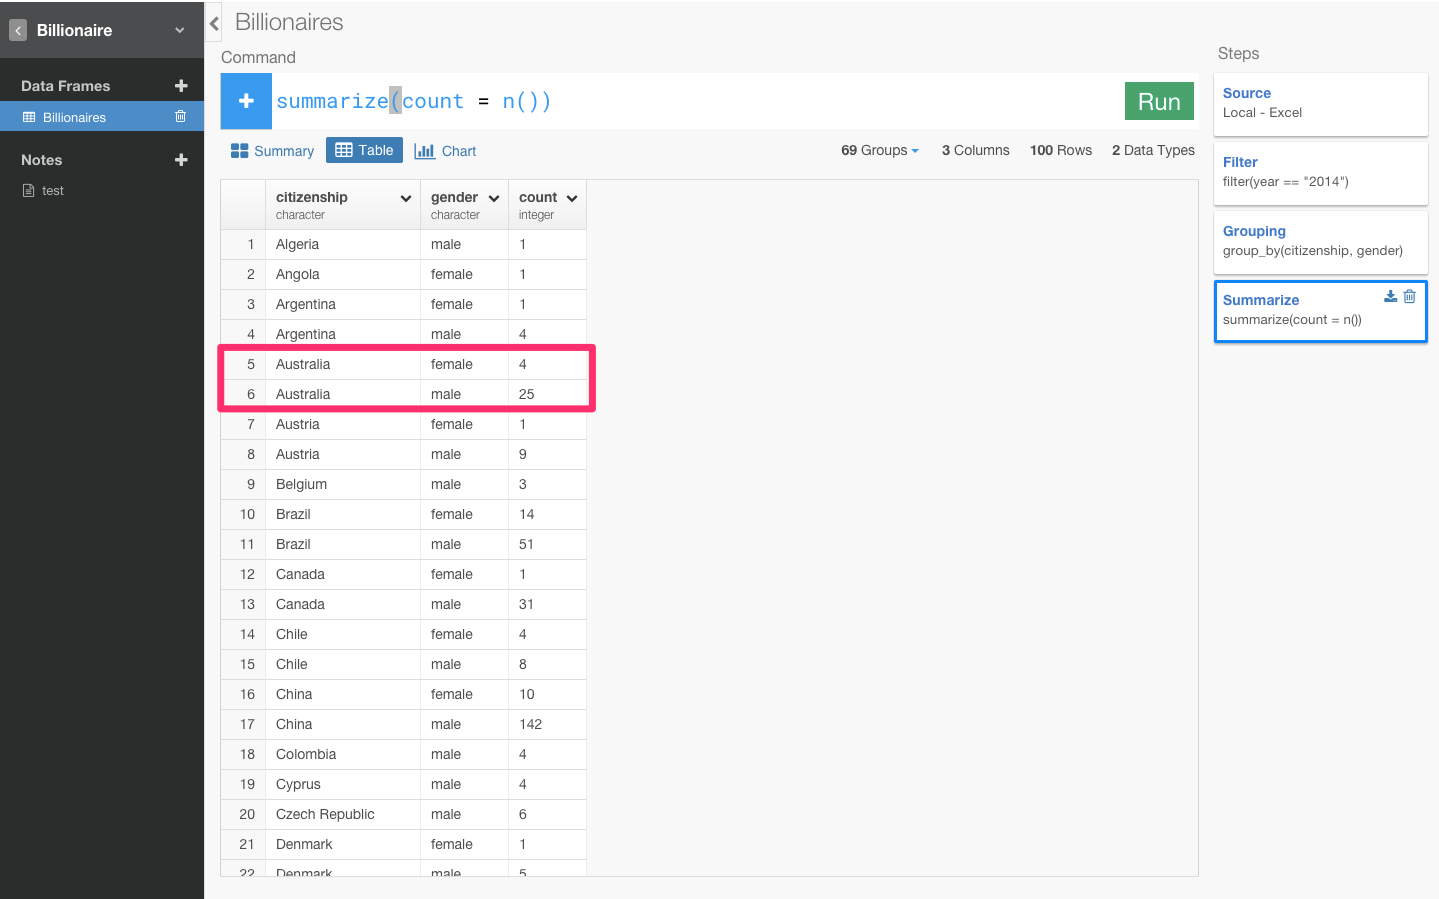 Billionaire
Data Frames
Billionaires
Notes
test
Billionaires
Command
summarize(count = n())
Run
Summary Table Chart
69 Groups 3 Columns 100 Rows 2 Data Types
citizenship gender count
character character integer
1 Algeria male 1
2 Angola female 1
3 Argentina female 1
4 Argentina male 4
5 Australia female 4
6 Australia male 25
7 Austria female 1
8 Austria male 9
9 Belgium male 3
10 Brazil female 14
11 Brazil male 51
12 Canada female 1
13 Canada male 31
14 Chile female 4
15 Chile male 8
16 China female 10
17 China male 142
18 Colombia male 4
19 Cyprus male 4
20 Czech Republic male 6
21 Denmark female 1
22 Denmark male 5
Steps
Source
Local - Excel
Filter
filter(year == "2014")
Grouping
group_by(citizenship, gender)
Summarize
summarize(count = n())